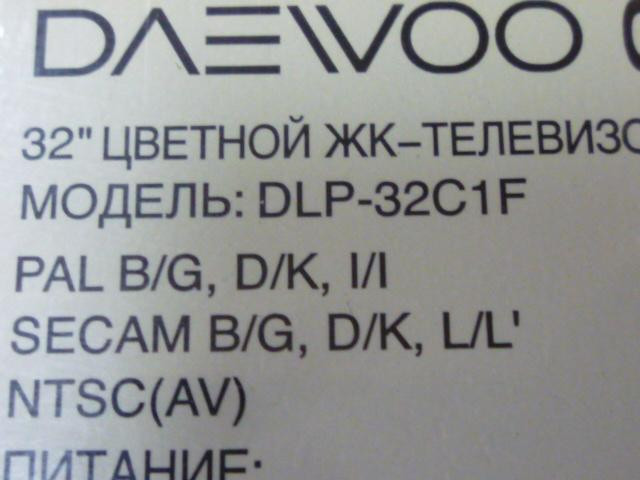 DAEWOO
32" ЦВЕТНОЙ ЖК-ТЕЛЕВИЗО
МОДЕЛЬ: DLP-32C1F
PAL B/G, D/K, I/I
SECAM B/G, D/K, L/L'
NTSC(AV)
ПИТАНИЕ: